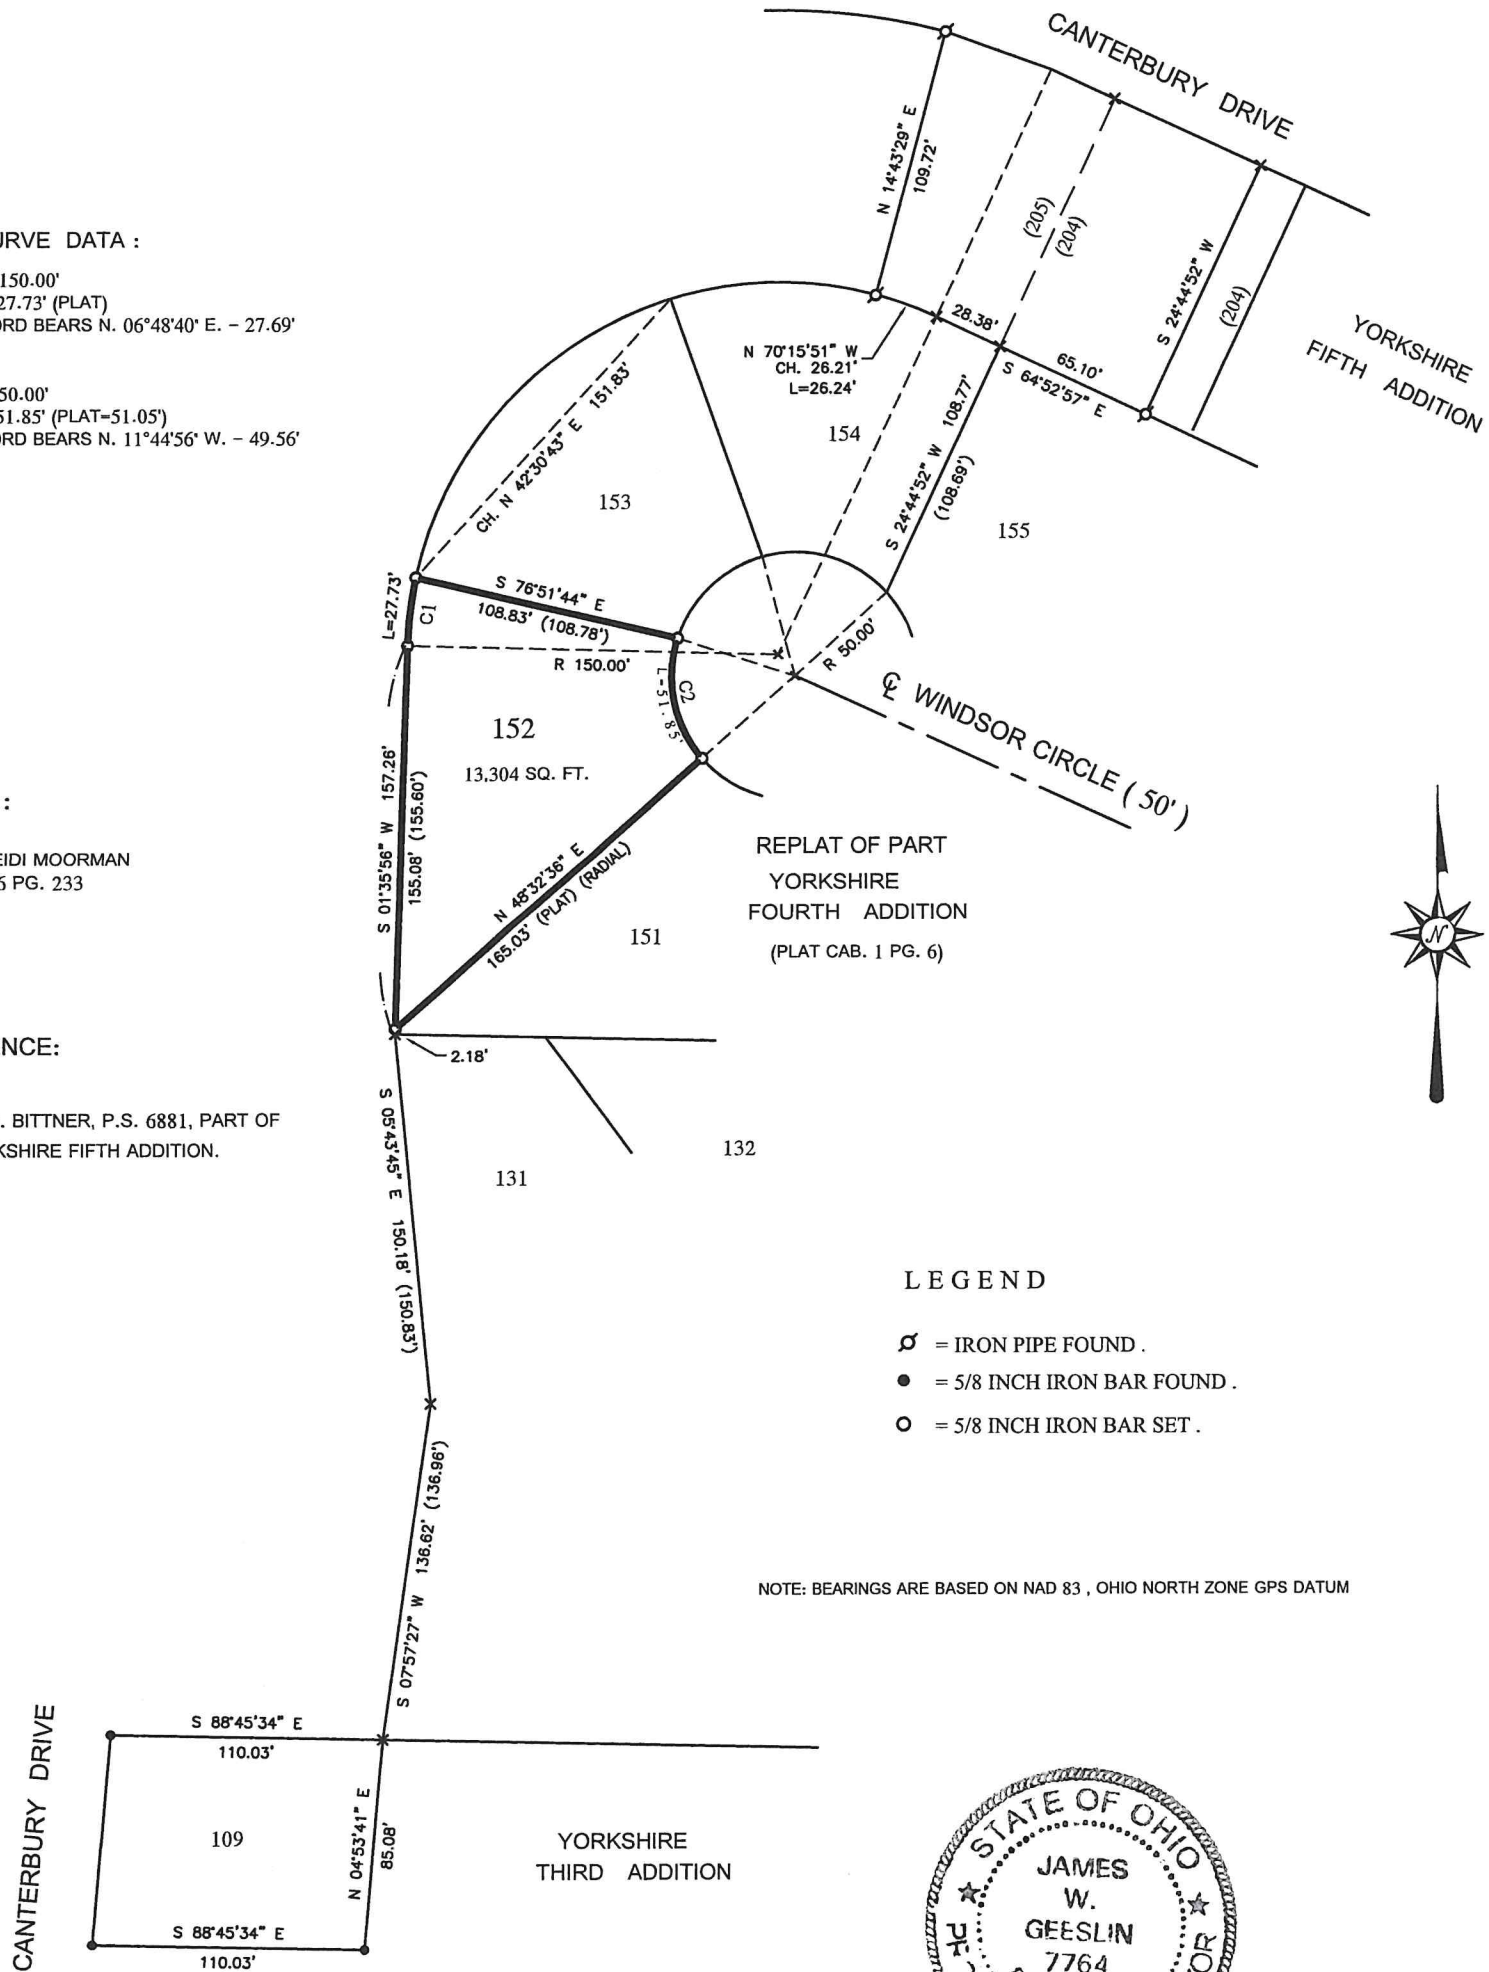 CANTERBURY DRIVE
N 14°43'29" E
109.72'
(205)
(204)
S 24°44'52" W
(204)
YORKSHIRE
FIFTH ADDITION
URVE DATA :
150.00'
27.73' (PLAT)
ORD BEARS N. 06°48'40" E. - 27.69'
50.00'
51.85' (PLAT=51.05')
ORD BEARS N. 11°44'56" W. - 49.56'
28.38'
N 70°15'51" W
CH. 26.21'
L=26.24'
65.10'
S 64°52'57" E
CH. N 42°30'43" E 151.83'
154
S 24°44'52" W 108.77'
(108.69')
153
155
L=27.73'
C1
S 76°51'44" E
108.83' (108.78')
R 150.00'
R 50.00'
C2
L-51.85'
℄ WINDSOR CIRCLE ( 50' )
152
13,304 SQ. FT.
S 01°35'56" W 157.26'
155.08' (155.60')
:
EIDI MOORMAN
6 PG. 233
N 48°32'36" E
165.03' (PLAT) (RADIAL)
151
REPLAT OF PART
YORKSHIRE
FOURTH ADDITION
(PLAT CAB. 1 PG. 6)
N
NCE:
2.18'
. BITTNER, P.S. 6881, PART OF
KSHIRE FIFTH ADDITION.
S 05°43'45" E 150.18' (150.83')
131
132
LEGEND
= IRON PIPE FOUND .
= 5/8 INCH IRON BAR FOUND .
= 5/8 INCH IRON BAR SET .
S 07°57'27" W 136.62' (136.96')
NOTE: BEARINGS ARE BASED ON NAD 83 , OHIO NORTH ZONE GPS DATUM
CANTERBURY DRIVE
S 88°45'34" E
110.03'
109
N 04°53'41" E
85.08'
S 88°45'34" E
110.03'
YORKSHIRE
THIRD ADDITION
STATE OF OHIO
JAMES
W.
GEESLIN
7764
OR